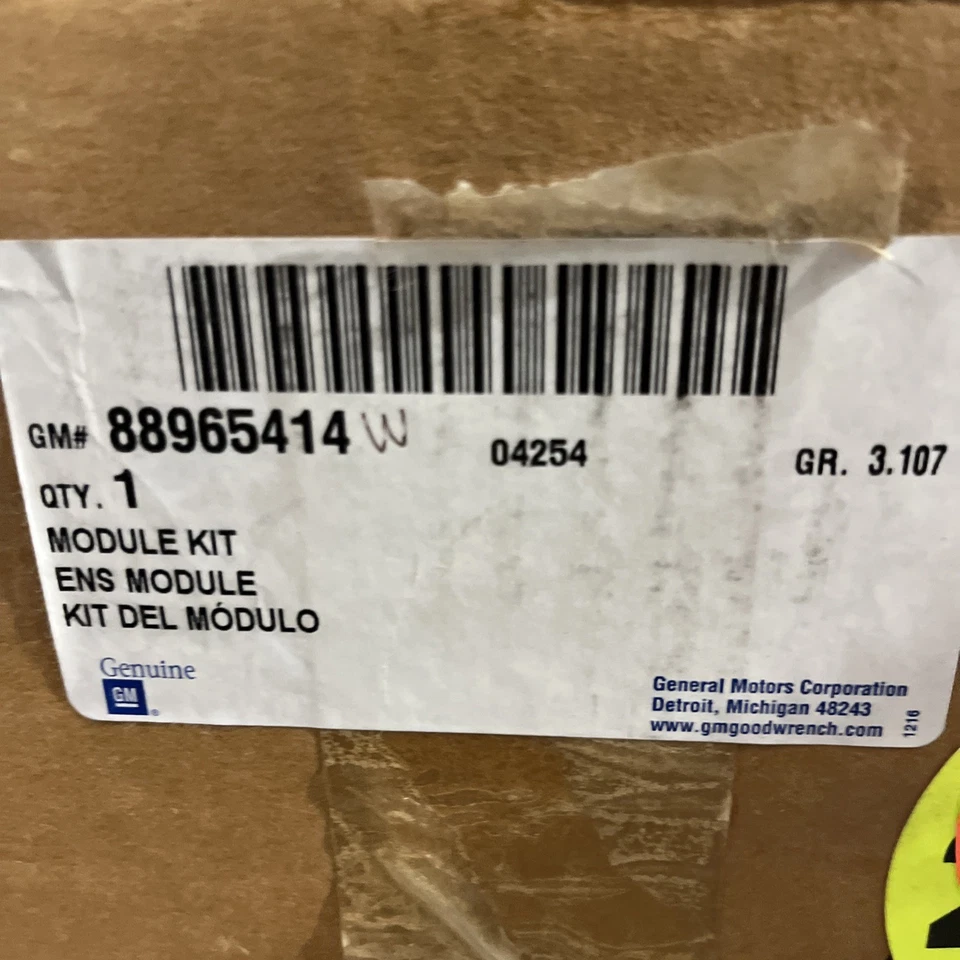 GM# 88965414 W 04254 GR. 3.107
QTY. 1
MODULE KIT
ENS MODULE
KIT DEL MÓDULO
Genuine
GM ®
General Motors Corporation
Detroit, Michigan 48243
www.gmgoodwrench.com
1216